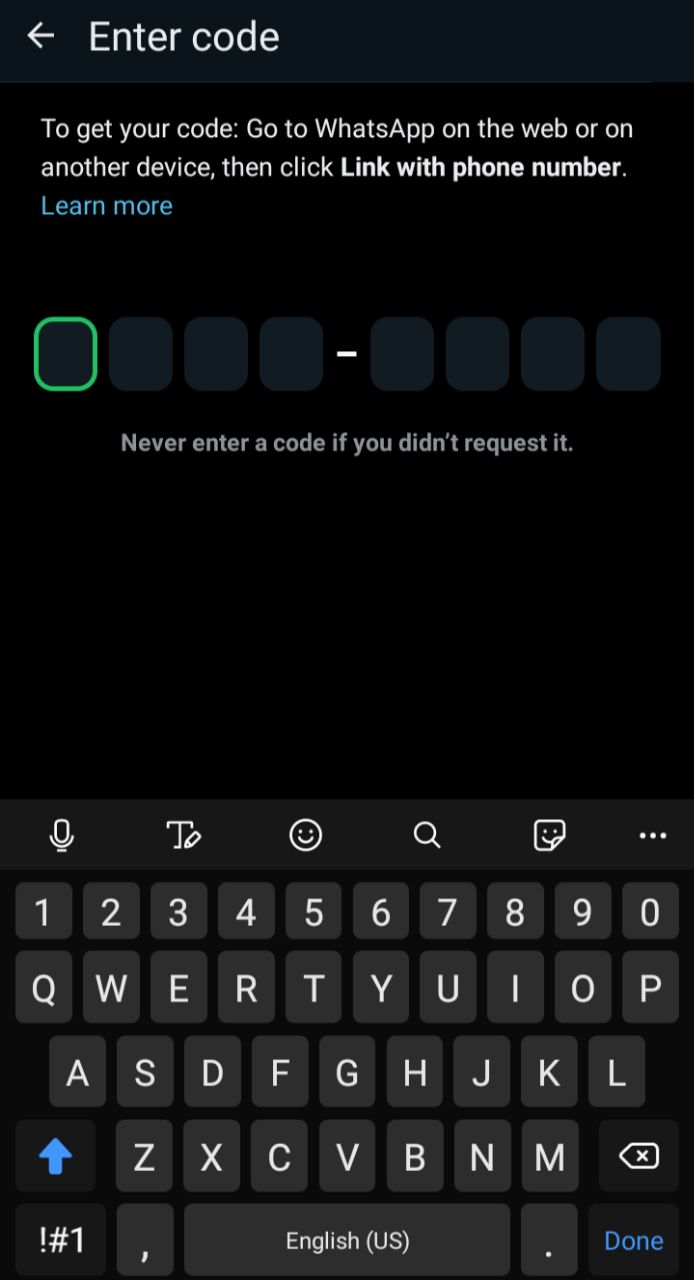 Enter code
To get your code: Go to WhatsApp on the web or on
another device, then click Link with phone number.
Learn more
–
Never enter a code if you didn’t request it.
1 2 3 4 5 6 7 8 9 0
Q W E R T Y U I O P
A S D F G H J K L
Z X C V B N M
!#1 , English (US) . Done